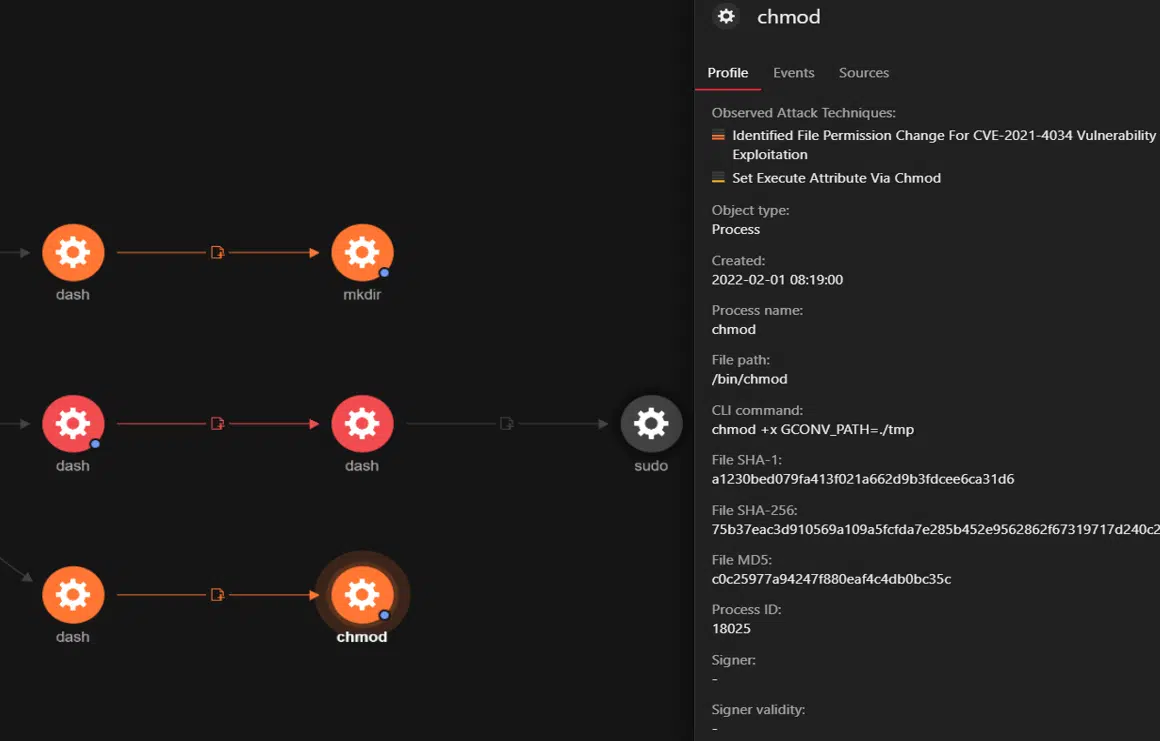 dash
mkdir
dash
dash
sudo
dash
chmod
chmod
Profile Events Sources
Observed Attack Techniques:
Identified File Permission Change For CVE-2021-4034 Vulnerability
Exploitation
Set Execute Attribute Via Chmod
Object type:
Process
Created:
2022-02-01 08:19:00
Process name:
chmod
File path:
/bin/chmod
CLI command:
chmod +x GCONV_PATH=./tmp
File SHA-1:
a1230bed079fa413f021a662d9b3fdcee6ca31d6
File SHA-256:
75b37eac3d910569a109a5fcfda7e285b452e9562862f67319717d240c2
File MD5:
c0c25977a94247f880eaf4c4db0bc35c
Process ID:
18025
Signer:
-
Signer validity:
-